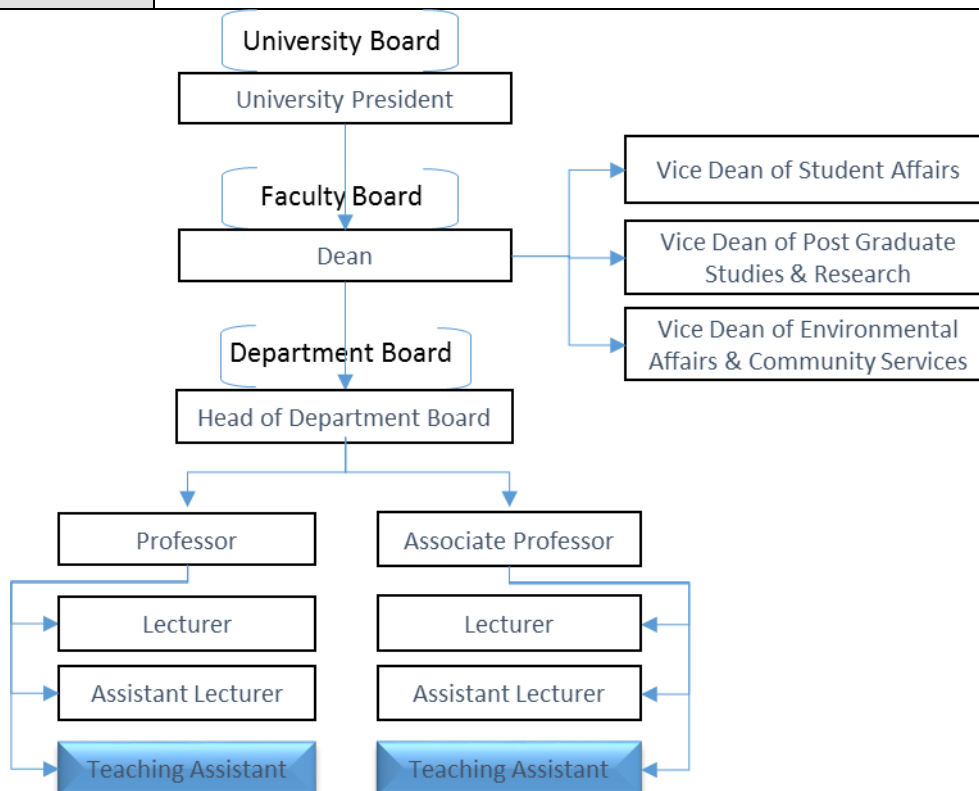 University Board
University President
Faculty Board
Dean
Vice Dean of Student Affairs
Vice Dean of Post Graduate
Studies & Research
Vice Dean of Environmental
Affairs & Community Services
Department Board
Head of Department Board
Professor
Associate Professor
Lecturer
Lecturer
Assistant Lecturer
Assistant Lecturer
Teaching Assistant
Teaching Assistant